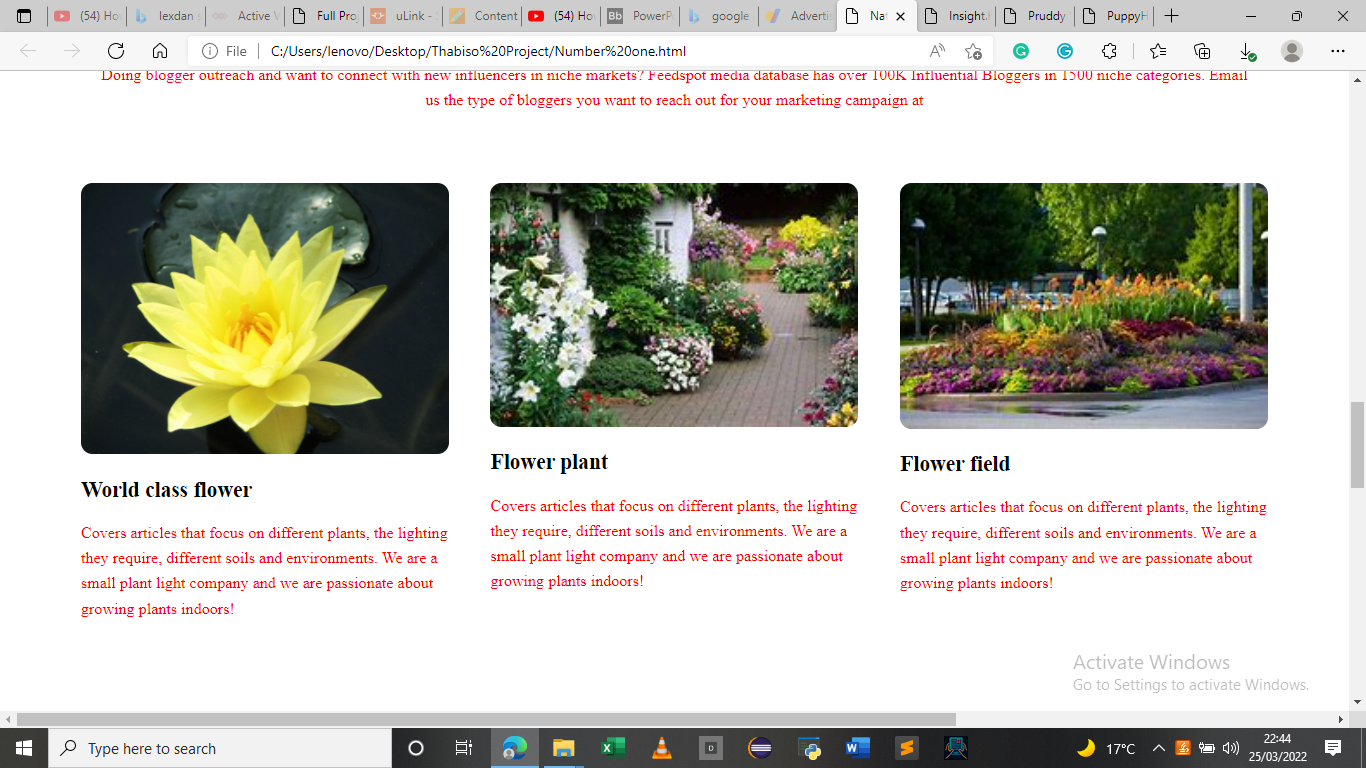 (54) Ho
lexdan s
Active V
Full Pro
uLink -
Content
(54) Ho
Bb
PowerP
google
Adverti
Nat
Insight.
Pruddy
PuppyH
File
C:/Users/lenovo/Desktop/Thabiso%20Project/Number%20one.html
Doing blogger outreach and want to connect with new influencers in niche markets? Feedspot media database has over 100K Influential Bloggers in 1500 niche categories. Email
us the type of bloggers you want to reach out for your marketing campaign at
World class flower
Covers articles that focus on different plants, the lighting
they require, different soils and environments. We are a
small plant light company and we are passionate about
growing plants indoors!
Flower plant
Covers articles that focus on different plants, the lighting
they require, different soils and environments. We are a
small plant light company and we are passionate about
growing plants indoors!
Flower field
Covers articles that focus on different plants, the lighting
they require, different soils and environments. We are a
small plant light company and we are passionate about
growing plants indoors!
Activate Windows
Go to Settings to activate Windows.
Type here to search
17°C
22:44
25/03/2022